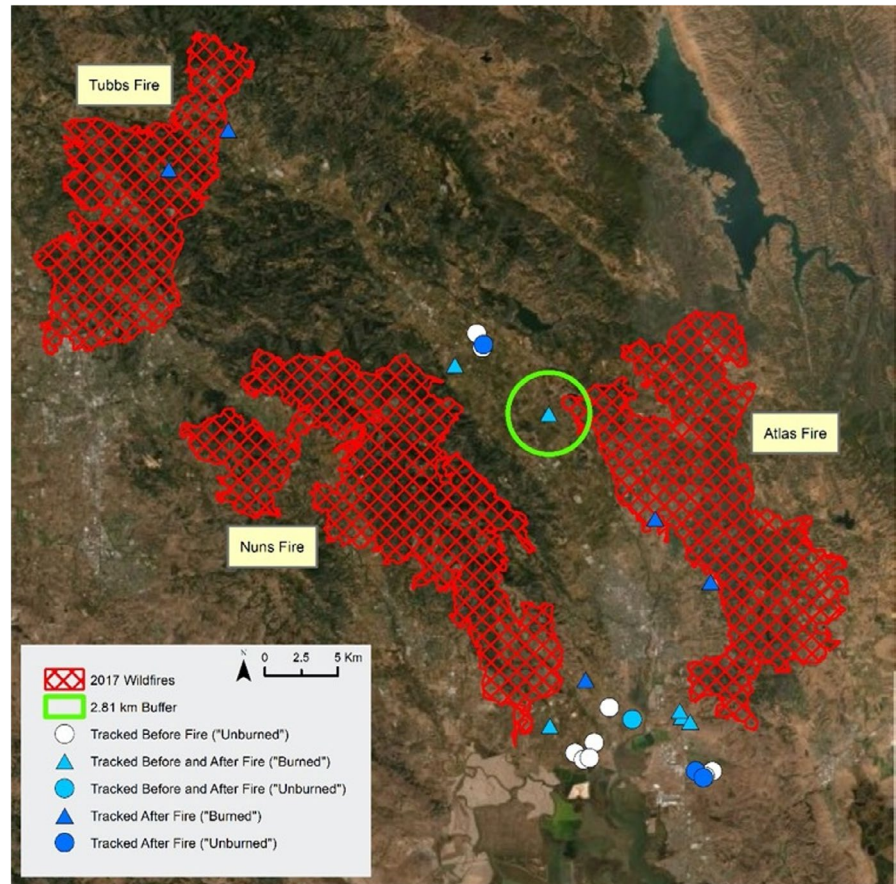 Tubbs Fire
Atlas Fire
Nuns Fire
N
0 2.5 5 Km
2017 Wildfires
2.81 km Buffer
Tracked Before Fire ("Unburned")
Tracked Before and After Fire ("Burned")
Tracked Before and After Fire ("Unburned")
Tracked After Fire ("Burned")
Tracked After Fire ("Unburned")